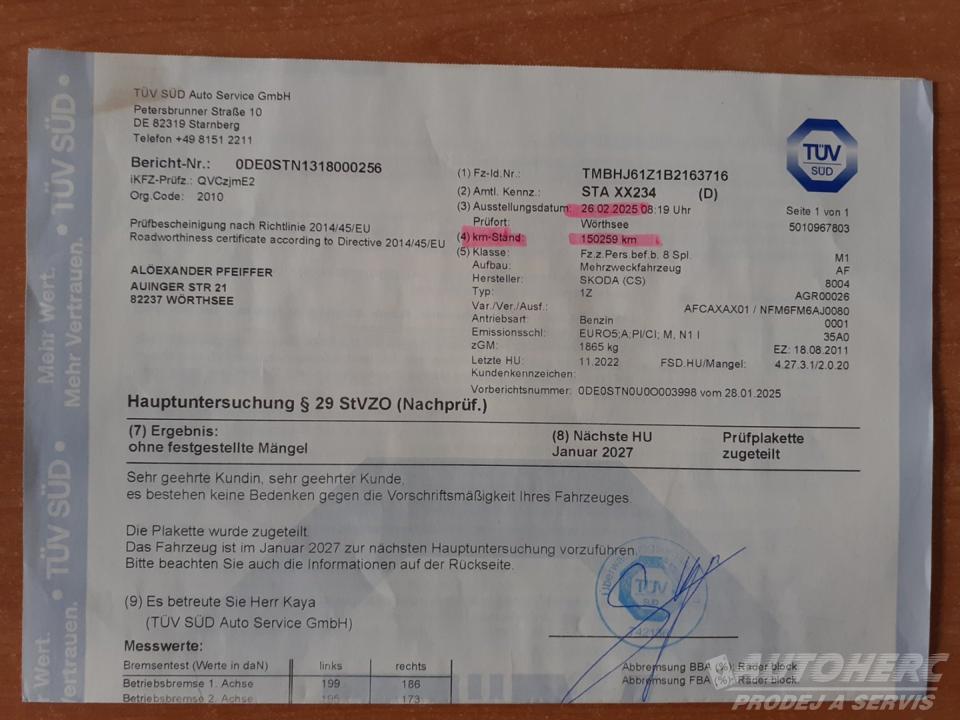 TÜV SÜD Auto Service GmbH
Petersbrunner Straße 10
DE 82319 Starnberg
Telefon +49 8151 2211
Bericht-Nr.: 0DE0STN1318000256
iKFZ-Prüfz.: QVCzjmE2
Org.Code: 2010
Prüfbescheinigung nach Richtlinie 2014/45/EU
Roadworthiness certificate according to Directive 2014/45/EU
ALÖEXANDER PFEIFFER
AUINGER STR 21
82237 WÖRTHSEE
(1) Fz-Id.Nr.: TMBHJ61Z1B2163716
(2) Amtl. Kennz.: STA XX234 (D)
(3) Ausstellungsdatum: 26.02.2025 08:19 Uhr
Prüfort: Wörthsee
(4) km-Stand: 150259 km
(5) Klasse: Fz.z.Pers.bef.b. 8 Spl. M1
Aufbau: Mehrzweckfahrzeug AF
Hersteller: SKODA (CS) 8004
Typ: 1Z AGR00026
Var./Ver./Ausf.: AFCAXAX01 / NFM6FM6AJ0080
Antriebsart: Benzin 0001
Emissionsschl: EURO5;A;PI/CI; M, N1 I 35A0
zGM: 1865 kg EZ: 18.08.2011
Letzte HU: 11.2022 FSD.HU/Mangel: 4.27.3.1/2.0.20
Kundenkennzeichen:
Vorberichtsnummer: 0DE0STN0U0O003998 vom 28.01.2025
TÜV
SÜD
Seite 1 von 1
5010967803
Hauptuntersuchung § 29 StVZO (Nachprüf.)
(7) Ergebnis:
ohne festgestellte Mängel
(8) Nächste HU
Januar 2027
Prüfplakette
zugeteilt
Sehr geehrte Kundin, sehr geehrter Kunde,
es bestehen keine Bedenken gegen die Vorschriftsmäßigkeit Ihres Fahrzeuges.
Die Plakette wurde zugeteilt.
Das Fahrzeug ist im Januar 2027 zur nächsten Hauptuntersuchung vorzuführen.
Bitte beachten Sie auch die Informationen auf der Rückseite.
(9) Es betreute Sie Herr Kaya
(TÜV SÜD Auto Service GmbH)
TÜV
Messwerte:
Bremsentest (Werte in daN) links rechts
Betriebsbremse 1. Achse 199 186
Betriebsbremse 2. Achse 195 173
Abbremsung BBA %: Räder block.
Abbremsung FBA %: Räder block.
Mehr Wert.
Mehr Vertrauen.
TÜV SÜD
TÜV SÜD
Wert.
Vertrauen.
AUTOHERC
PRODEJ A SERVIS